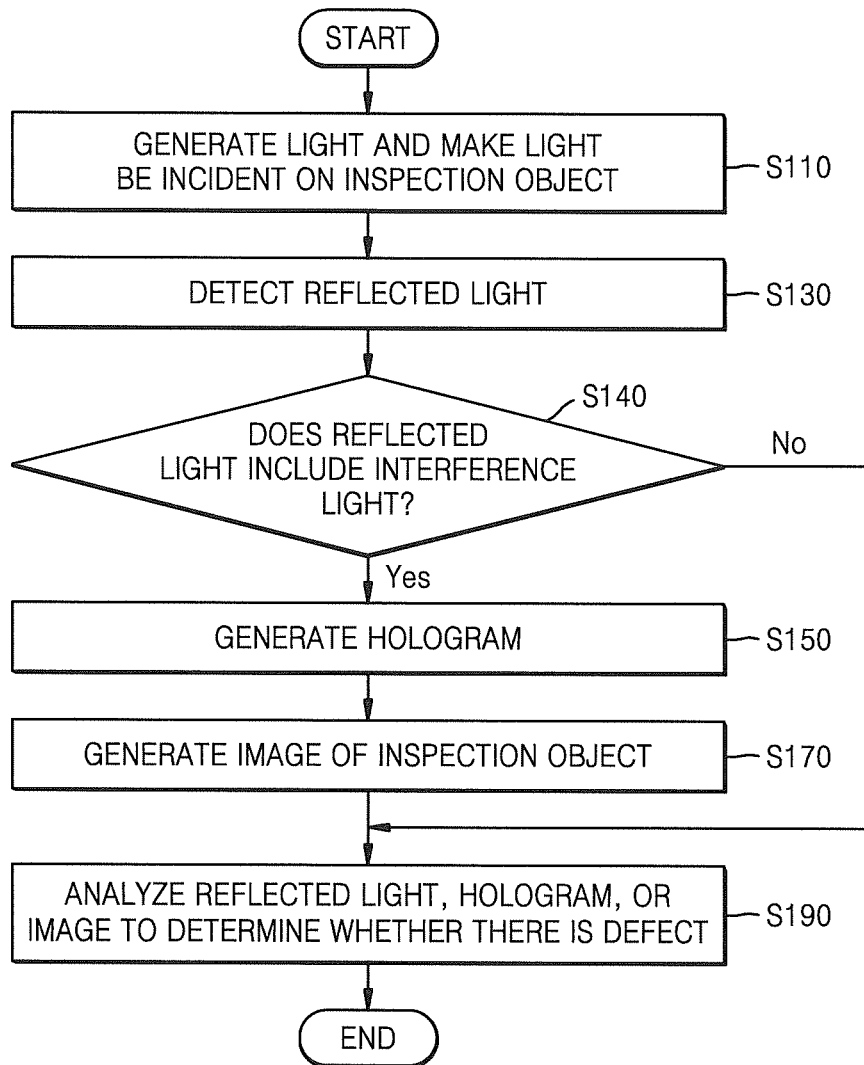 START
GENERATE LIGHT AND MAKE LIGHT
BE INCIDENT ON INSPECTION OBJECT
S110
DETECT REFLECTED LIGHT
S130
S140
DOES REFLECTED
LIGHT INCLUDE INTERFERENCE
LIGHT?
No
Yes
GENERATE HOLOGRAM
S150
GENERATE IMAGE OF INSPECTION OBJECT
S170
ANALYZE REFLECTED LIGHT, HOLOGRAM, OR
IMAGE TO DETERMINE WHETHER THERE IS DEFECT
S190
END